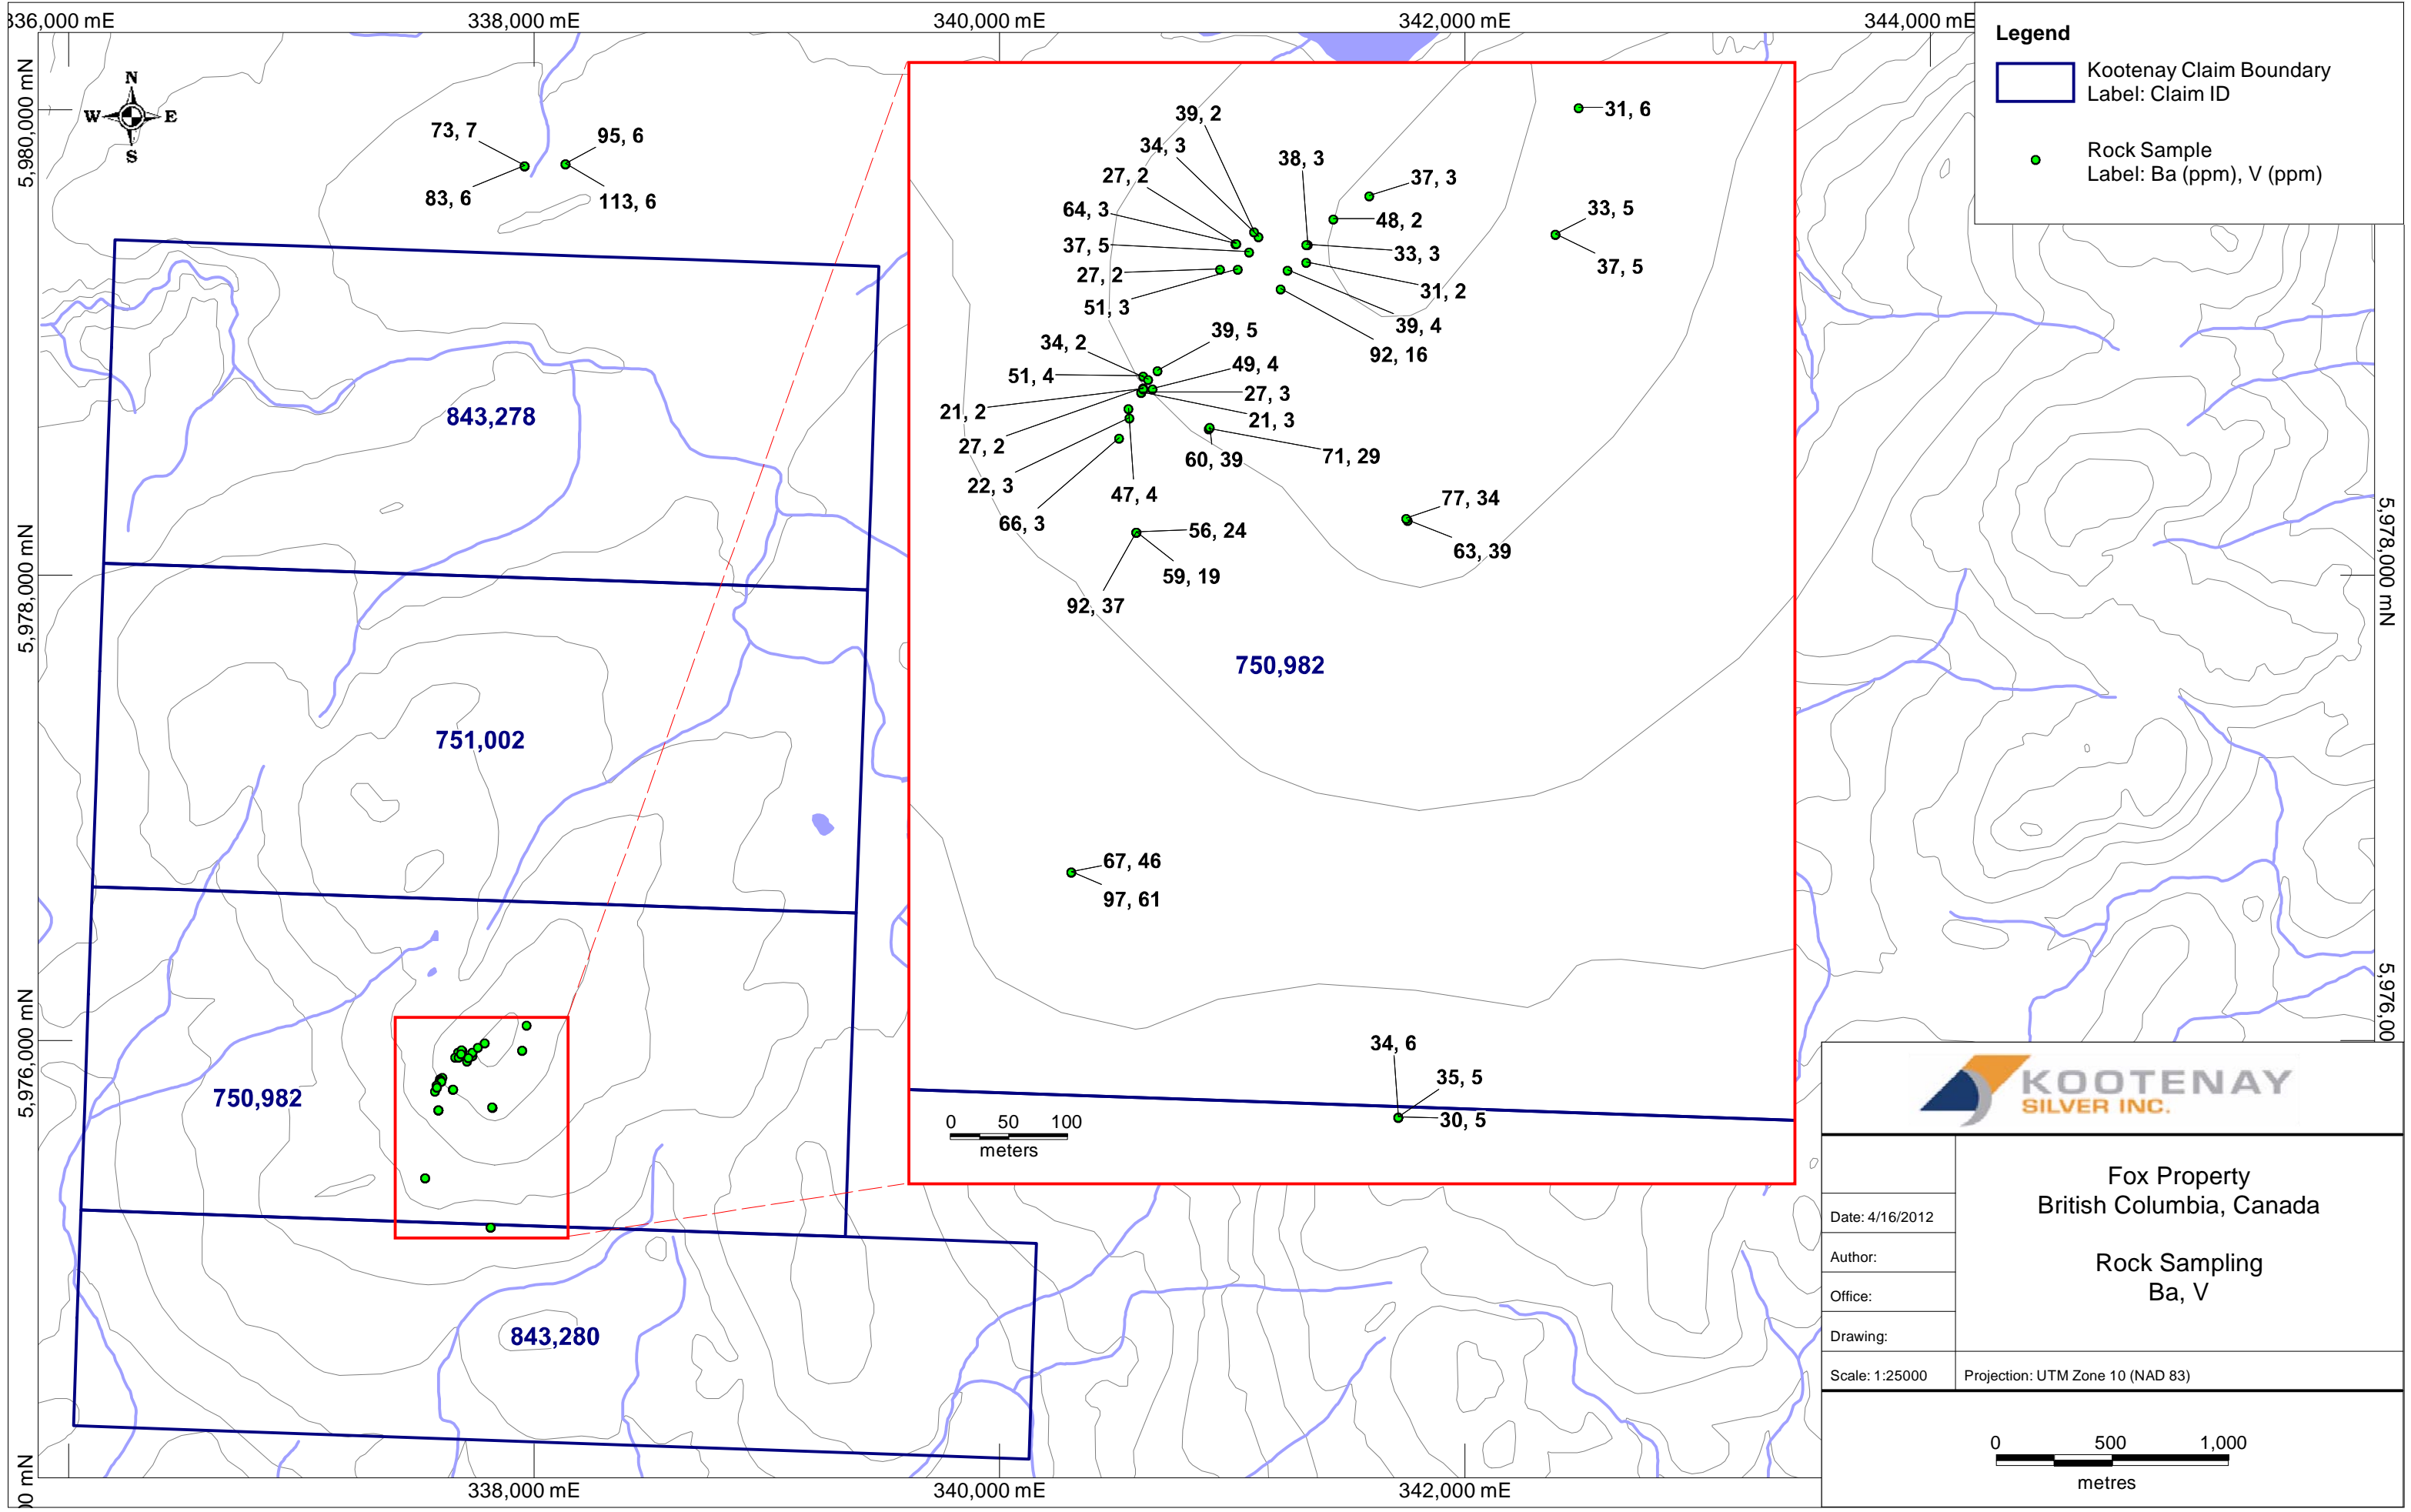 336,000 mE
338,000 mE
340,000 mE
342,000 mE
344,000 mE
5,980,000 mN
5,978,000 mN
5,976,000 mN
00 mN
N
W
E
S
73, 7
95, 6
83, 6
113, 6
843,278
751,002
750,982
843,280
39, 2
34, 3
27, 2
64, 3
37, 5
27, 2
51, 3
38, 3
37, 3
48, 2
33, 3
31, 2
39, 4
92, 16
31, 6
33, 5
37, 5
39, 5
34, 2
49, 4
51, 4
27, 3
21, 2
21, 3
27, 2
71, 29
60, 39
22, 3
47, 4
66, 3
77, 34
63, 39
56, 24
59, 19
92, 37
750,982
67, 46
97, 61
34, 6
35, 5
30, 5
0 50 100
meters
Legend
Kootenay Claim Boundary
Label: Claim ID
Rock Sample
Label: Ba (ppm), V (ppm)
5,978,000 mN
5,976,00
KOOTENAY
SILVER INC.
Fox Property
British Columbia, Canada
Rock Sampling
Ba, V
Date: 4/16/2012
Author:
Office:
Drawing:
Scale: 1:25000
Projection: UTM Zone 10 (NAD 83)
0 500 1,000
metres
338,000 mE
340,000 mE
342,000 mE